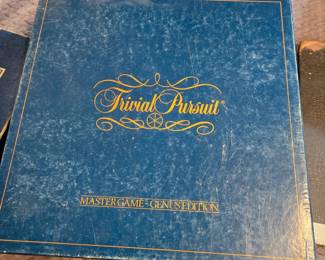 Trivial Pursuit®
MASTER GAME - GENUS EDITION